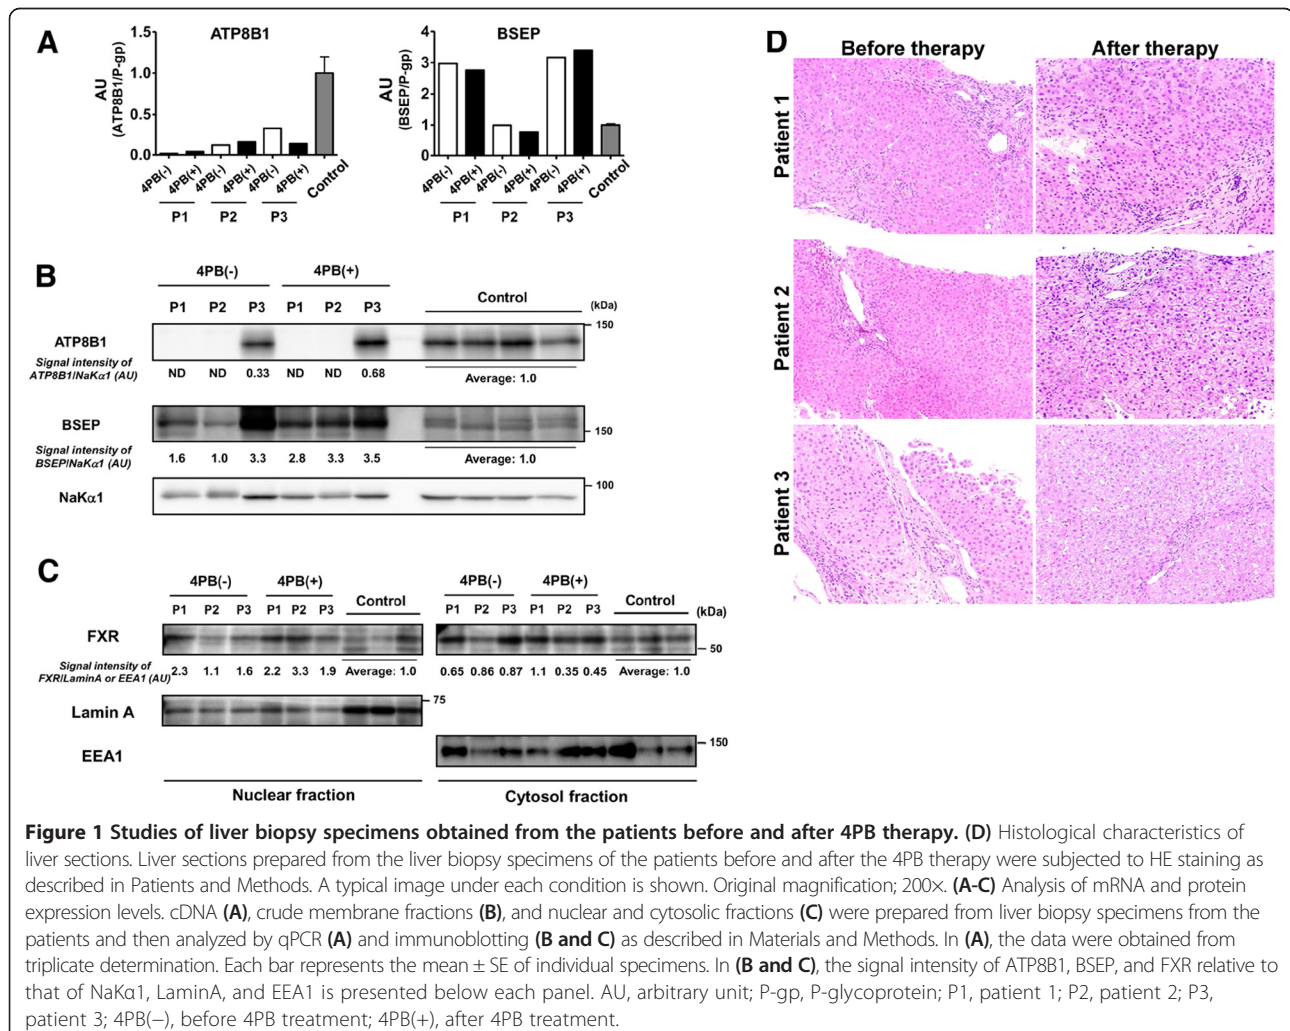 A
ATP8B1
AU
(ATP8B1/P-gp)
1.5
1.0
0.5
0.0
4PB(-)
4PB(+)
4PB(-)
4PB(+)
4PB(-)
4PB(+)
Control
P1
P2
P3
BSEP
AU
(BSEP/P-gp)
4
3
2
1
0
4PB(-)
4PB(+)
4PB(-)
4PB(+)
4PB(-)
4PB(+)
Control
P1
P2
P3
B
4PB(-) 4PB(+)
P1 P2 P3 P1 P2 P3 Control (kDa)
ATP8B1 150
Signal intensity of
ATP8B1/NaKα1 (AU)
ND ND 0.33 ND ND 0.68 Average: 1.0
BSEP 150
Signal intensity of
BSEP/NaKα1 (AU)
1.6 1.0 3.3 2.8 3.3 3.5 Average: 1.0
NaKα1 100
C
4PB(-) 4PB(+) Control 4PB(-) 4PB(+) Control
P1 P2 P3 P1 P2 P3 P1 P2 P3 P1 P2 P3 (kDa)
FXR 50
Signal intensity of
FXR/LaminA or EEA1 (AU)
2.3 1.1 1.6 2.2 3.3 1.9 Average: 1.0 0.65 0.86 0.87 1.1 0.35 0.45 Average: 1.0
Lamin A 75
EEA1 150
Nuclear fraction Cytosol fraction
D
Before therapy After therapy
Patient 1
Patient 2
Patient 3
Figure 1 Studies of liver biopsy specimens obtained from the patients before and after 4PB therapy. (D) Histological characteristics of
liver sections. Liver sections prepared from the liver biopsy specimens of the patients before and after the 4PB therapy were subjected to HE staining as
described in Patients and Methods. A typical image under each condition is shown. Original magnification; 200×. (A-C) Analysis of mRNA and protein
expression levels. cDNA (A), crude membrane fractions (B), and nuclear and cytosolic fractions (C) were prepared from liver biopsy specimens from the
patients and then analyzed by qPCR (A) and immunoblotting (B and C) as described in Materials and Methods. In (A), the data were obtained from
triplicate determination. Each bar represents the mean ± SE of individual specimens. In (B and C), the signal intensity of ATP8B1, BSEP, and FXR relative to
that of NaKα1, LaminA, and EEA1 is presented below each panel. AU, arbitrary unit; P-gp, P-glycoprotein; P1, patient 1; P2, patient 2; P3,
patient 3; 4PB(−), before 4PB treatment; 4PB(+), after 4PB treatment.